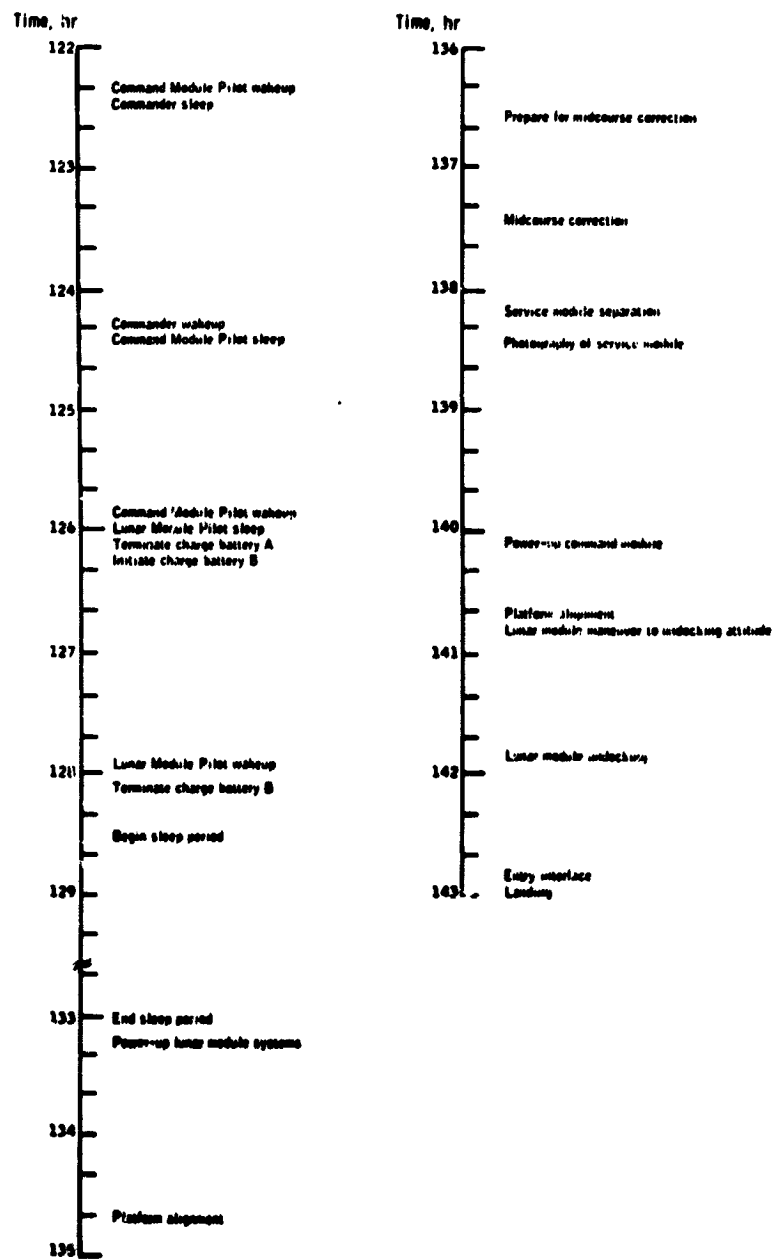 Time, hr
122
Command Module Pilot wakeup
Commander sleep
123
124
Commander wakeup
Command Module Pilot sleep
125
Command Module Pilot wakeup
126
Lunar Module Pilot sleep
Terminate charge battery A
Initiate charge battery B
127
Lunar Module Pilot wakeup
128
Terminate charge battery B
Begin sleep period
129
133
End sleep period
Power-up lunar module systems
134
Platform alignment
135
Time, hr
136
Prepare for midcourse correction
137
Midcourse correction
138
Service module separation
Photography of service module
139
140
Power-up command module
Platform alignment
Lunar module maneuver to undocking attitude
141
Lunar module undocking
142
Entry interface
143
Landing